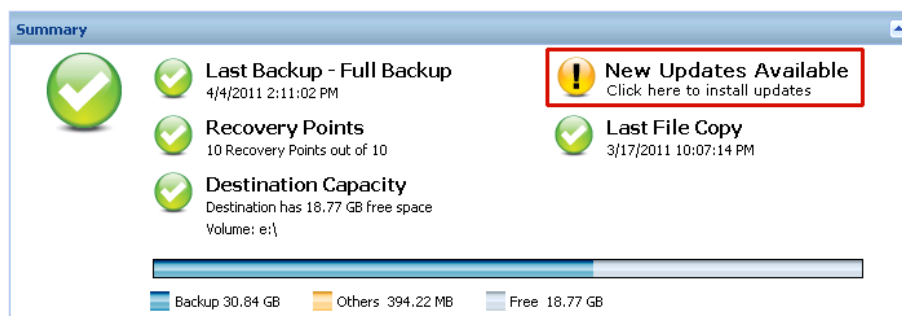 Summary
Last Backup - Full Backup
4/4/2011 2:11:02 PM
New Updates Available
Click here to install updates
Recovery Points
10 Recovery Points out of 10
Last File Copy
3/17/2011 10:07:14 PM
Destination Capacity
Destination has 18.77 GB free space
Volume: e:\
Backup 30.84 GB
Others 394.22 MB
Free 18.77 GB